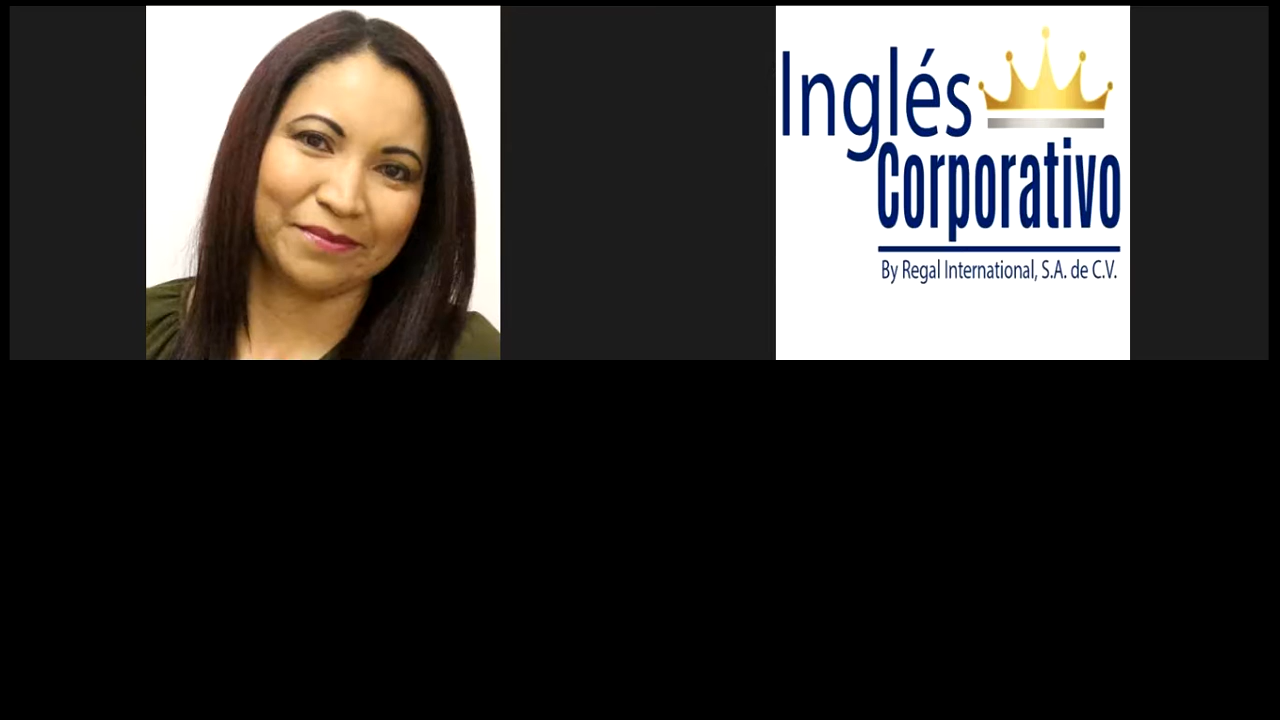 Inglés
Corporativo
By Regal International, S.A. de C.V.